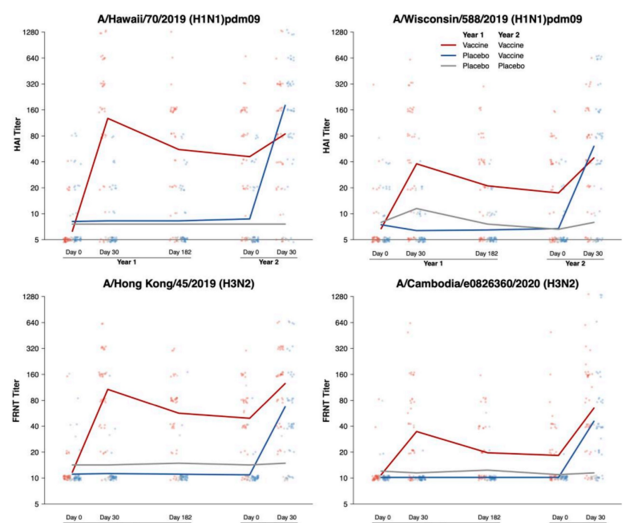 A/Hawaii/70/2019 (H1N1)pdm09
HAI Titer
1280
640
320
160
80
40
20
10
5
Day 0 Day 30 Day 182 Day 0 Day 30
Year 1 Year 2
A/Wisconsin/588/2019 (H1N1)pdm09
Year 1 Year 2
Vaccine Vaccine
Placebo Vaccine
Placebo Placebo
HAI Titer
1280
640
320
160
80
40
20
10
5
Day 0 Day 30 Day 182 Day 0 Day 30
Year 1 Year 2
A/Hong Kong/45/2019 (H3N2)
FRNT Titer
1280
640
320
160
80
40
20
10
5
Day 0 Day 30 Day 182 Day 0 Day 30
A/Cambodia/e0826360/2020 (H3N2)
FRNT Titer
1280
640
320
160
80
40
20
10
5
Day 0 Day 30 Day 182 Day 0 Day 30